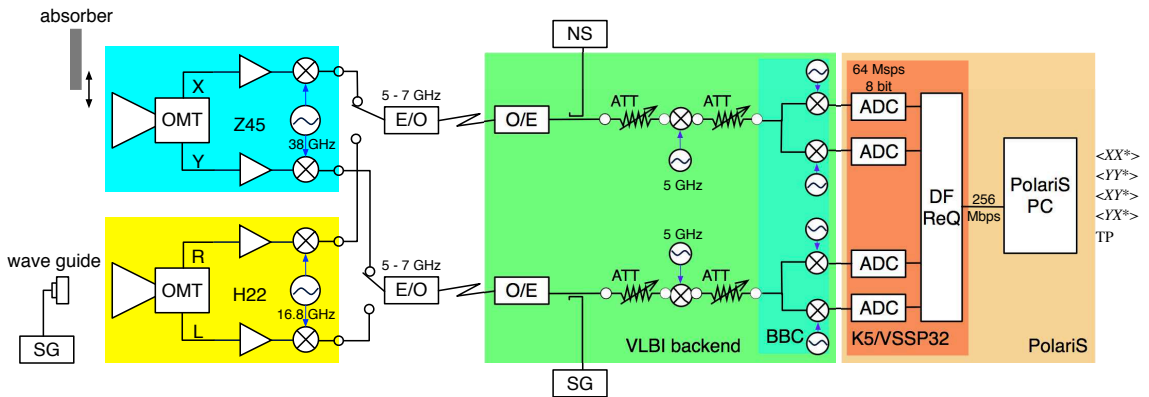 absorber
OMT
X
Y
Z45
38 GHz
wave guide
SG
OMT
R
L
H22
16.8 GHz
5 - 7 GHz
E/O
5 - 7 GHz
E/O
NS
O/E
ATT
ATT
5 GHz
5 GHz
O/E
ATT
ATT
SG
VLBI backend
BBC
64 Msps
8 bit
ADC
ADC
ADC
ADC
DF
ReQ
K5/VSSP32
256
Mbps
PolariS
PC
PolariS
<XX*>
<YY*>
<XY*>
<YX*>
TP